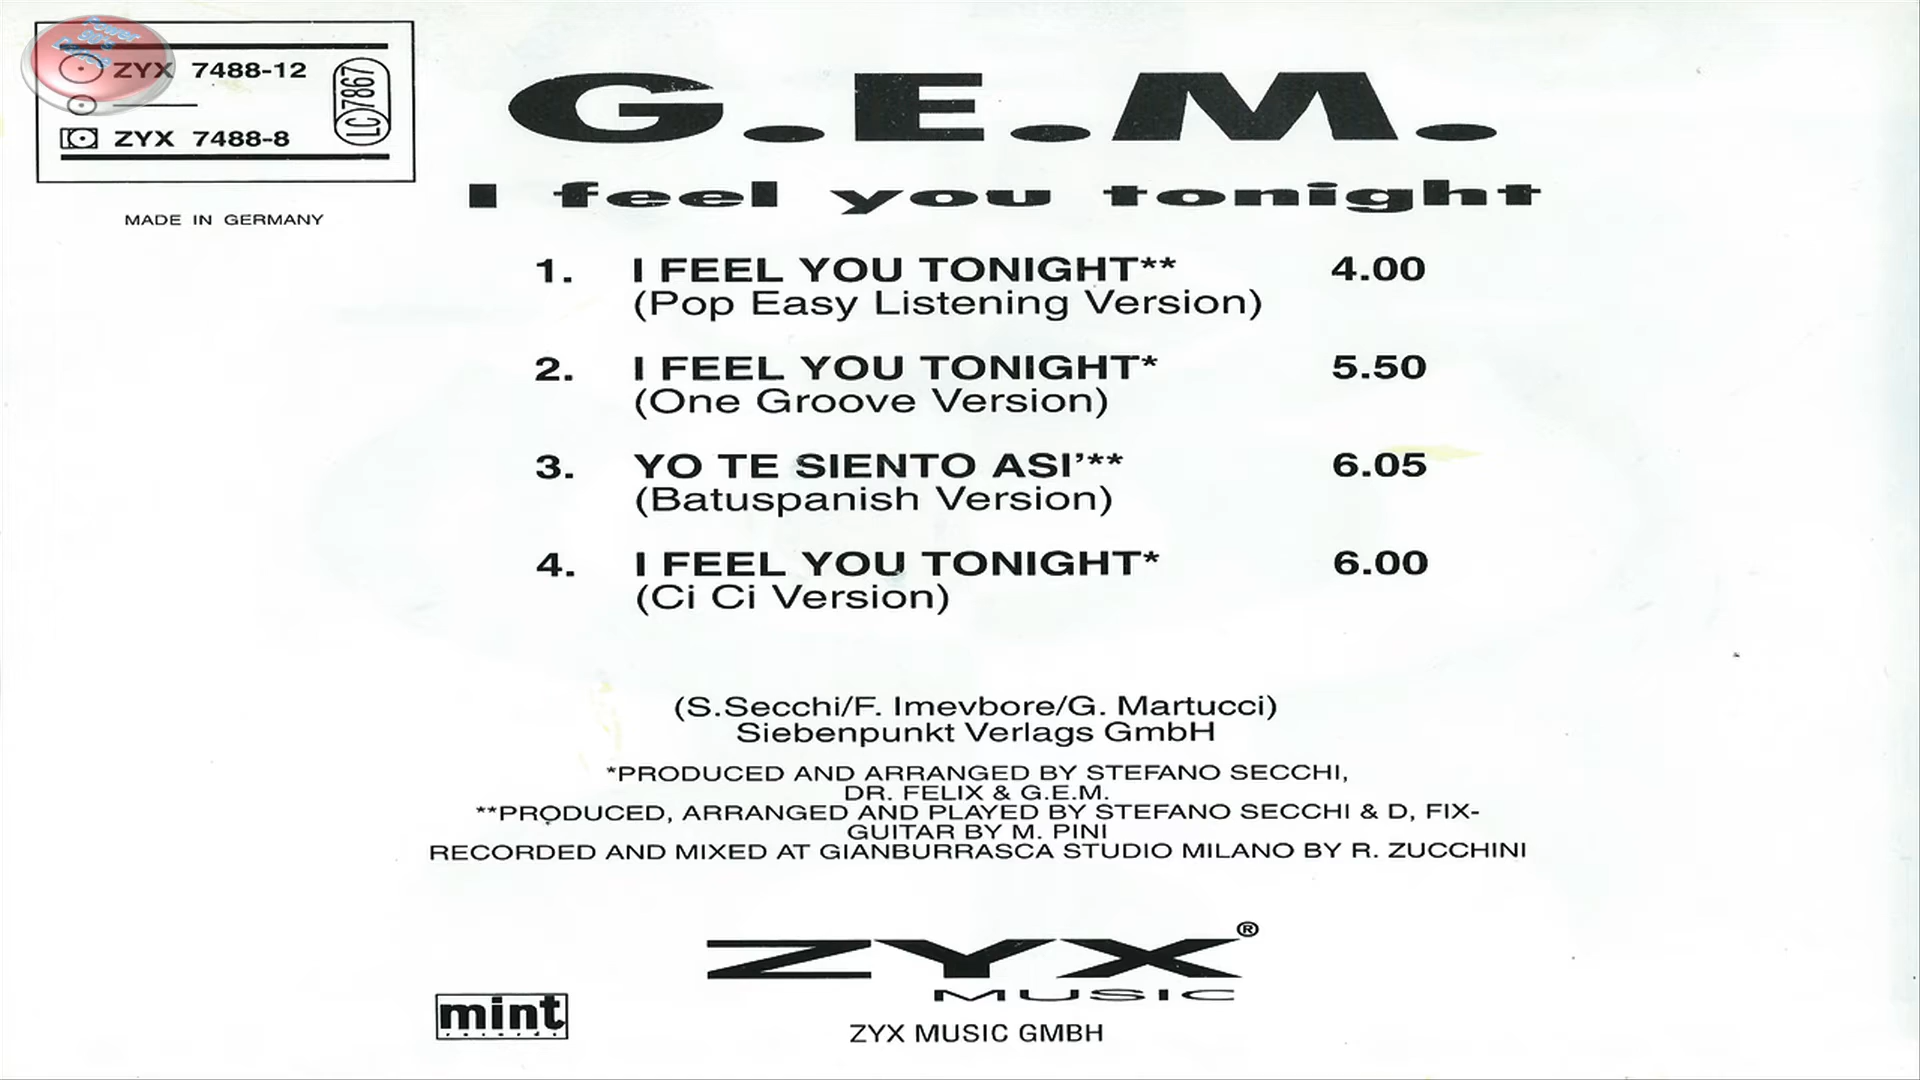 Power
90's
Dance
ZYX 7488-12
ZYX 7488-8
LC 7867
MADE IN GERMANY
G.E.M.
I feel you tonight
1. I FEEL YOU TONIGHT** 4.00
(Pop Easy Listening Version)
2. I FEEL YOU TONIGHT* 5.50
(One Groove Version)
3. YO TE SIENTO ASI'** 6.05
(Batuspanish Version)
4. I FEEL YOU TONIGHT* 6.00
(Ci Ci Version)
(S.Secchi/F. Imevbore/G. Martucci)
Siebenpunkt Verlags GmbH
*PRODUCED AND ARRANGED BY STEFANO SECCHI,
DR. FELIX & G.E.M.
**PRODUCED, ARRANGED AND PLAYED BY STEFANO SECCHI & D, FIX-
GUITAR BY M. PINI
RECORDED AND MIXED AT GIANBURRASCA STUDIO MILANO BY R. ZUCCHINI
ZYX®
MUSIC
mint
records
ZYX MUSIC GMBH